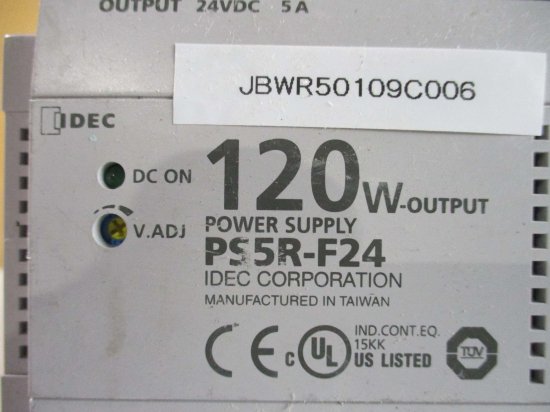 OUTPUT 24VDC 5A
JBWR50109C006
IDEC
120W-OUTPUT
DC ON
V.ADJ
POWER SUPPLY
PS5R-F24
IDEC CORPORATION
MANUFACTURED IN TAIWAN
CE
c UL US LISTED
IND.CONT.EQ.
15KK
TÜV